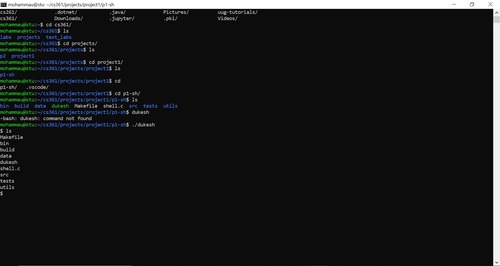 mohammau@stu: ~/cs361/projects/project1/p1-sh
cs261/ .dotnet/ .java/ Pictures/ uug-tutorials/
cs361/ Downloads/ .jupyter/ .pki/ Videos/
mohammau@stu:~$ cd cs361/
mohammau@stu:~/cs361$ ls
labs projects test_labs
mohammau@stu:~/cs361$ cd projects/
mohammau@stu:~/cs361/projects$ ls
p2 project1
mohammau@stu:~/cs361/projects$ cd project1/
mohammau@stu:~/cs361/projects/project1$ ls
p1-sh
mohammau@stu:~/cs361/projects/project1$ cd
p1-sh/ .vscode/
mohammau@stu:~/cs361/projects/project1$ cd p1-sh/
mohammau@stu:~/cs361/projects/project1/p1-sh$ ls
bin build data dukesh Makefile shell.c src tests utils
mohammau@stu:~/cs361/projects/project1/p1-sh$ dukesh
-bash: dukesh: command not found
mohammau@stu:~/cs361/projects/project1/p1-sh$ ./dukesh
$ ls
Makefile
bin
build
data
dukesh
shell.c
src
tests
utils
$